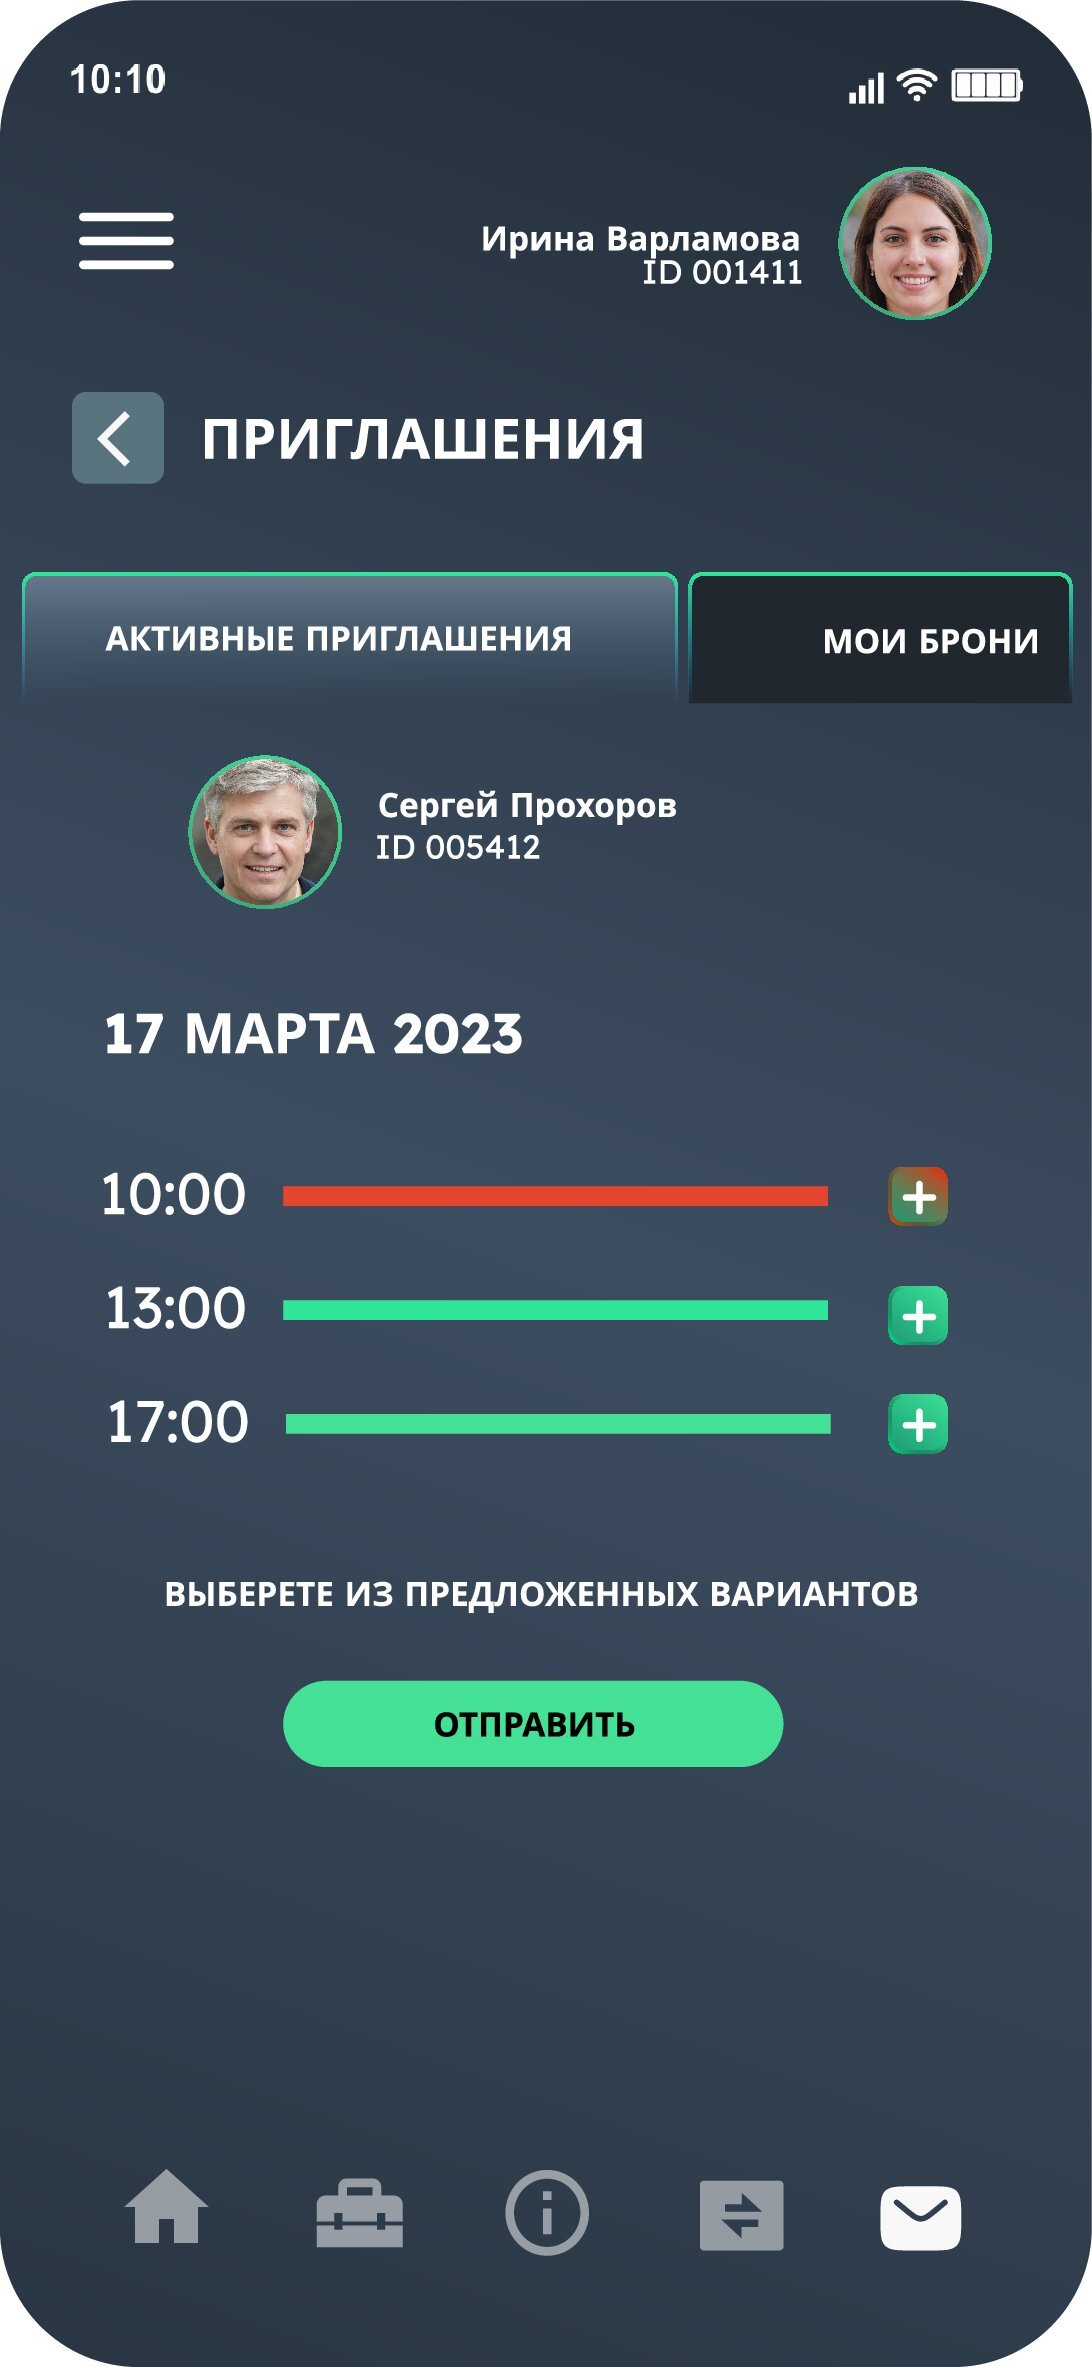 10:10
Ирина Варламова
ID 001411
ПРИГЛАШЕНИЯ
АКТИВНЫЕ ПРИГЛАШЕНИЯ
МОИ БРОНИ
Сергей Прохоров
ID 005412
17 МАРТА 2023
10:00
13:00
17:00
ВЫБЕРЕТЕ ИЗ ПРЕДЛОЖЕННЫХ ВАРИАНТОВ
ОТПРАВИТЬ